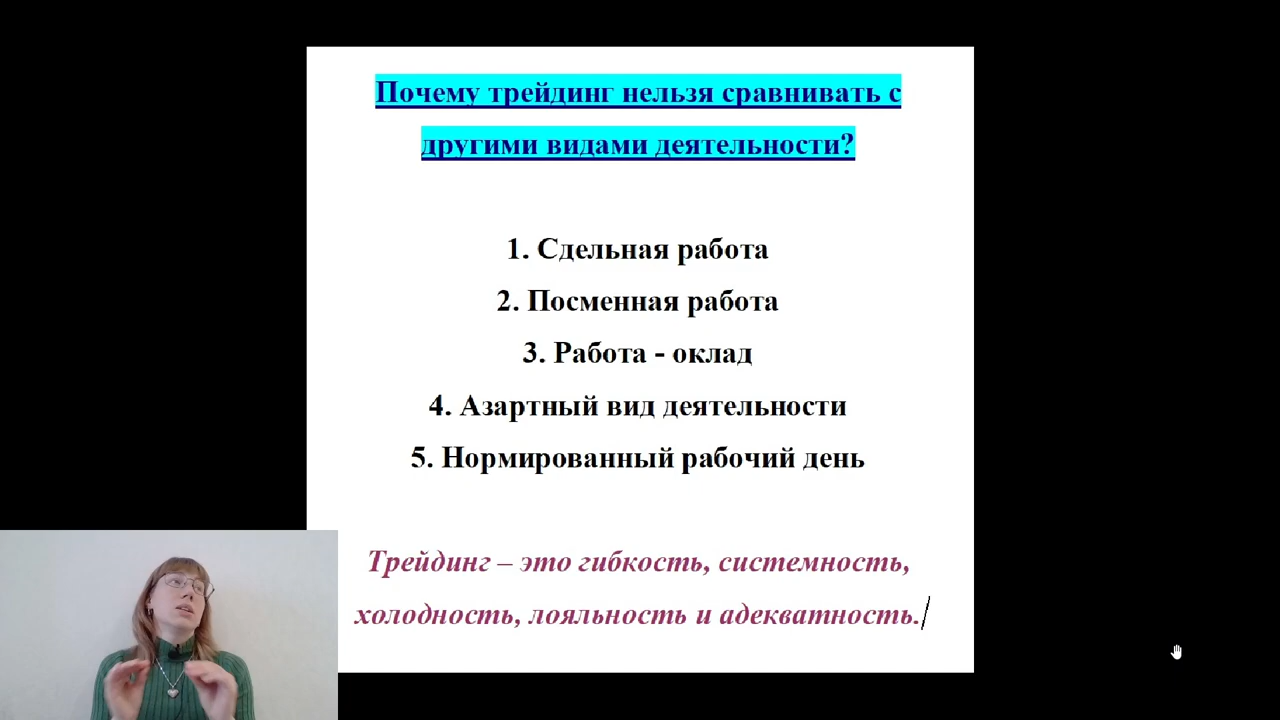 Почему трейдинг нельзя сравнивать с
другими видами деятельности?
1. Сдельная работа
2. Посменная работа
3. Работа - оклад
4. Азартный вид деятельности
5. Нормированный рабочий день
Трейдинг – это гибкость, системность,
холодность, лояльность и адекватность.